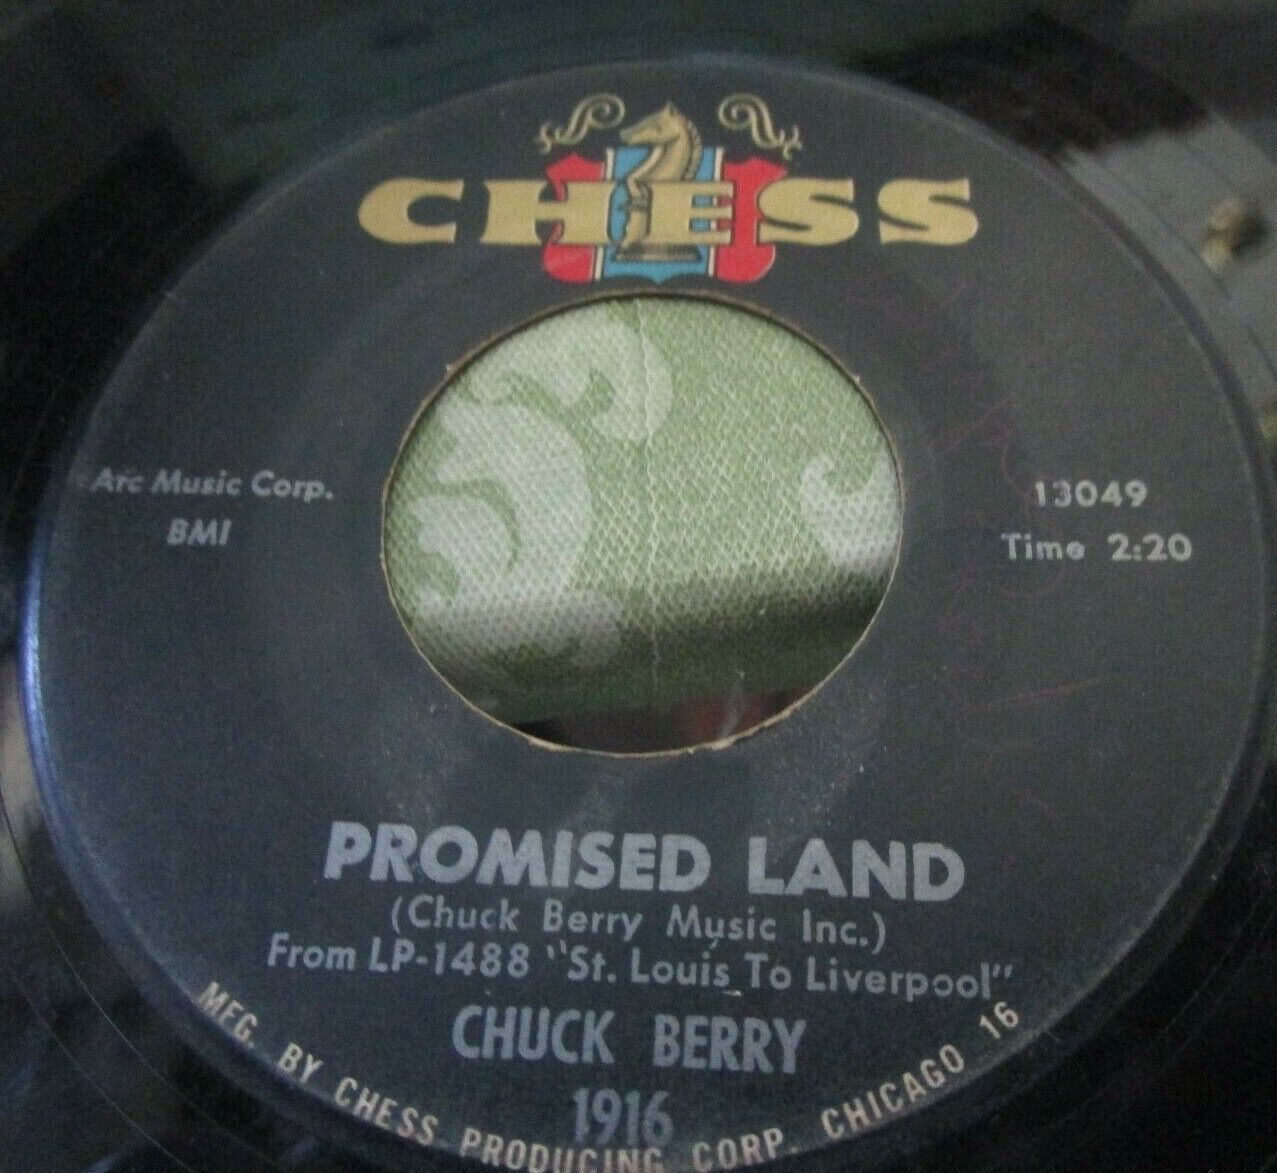 CHESS
Arc Music Corp.
BMI
13049
Time 2:20
PROMISED LAND
(Chuck Berry Music Inc.)
From LP-1488 "St. Louis To Liverpool"
CHUCK BERRY
1916
MFG. BY CHESS PRODUCING CORP. CHICAGO 16